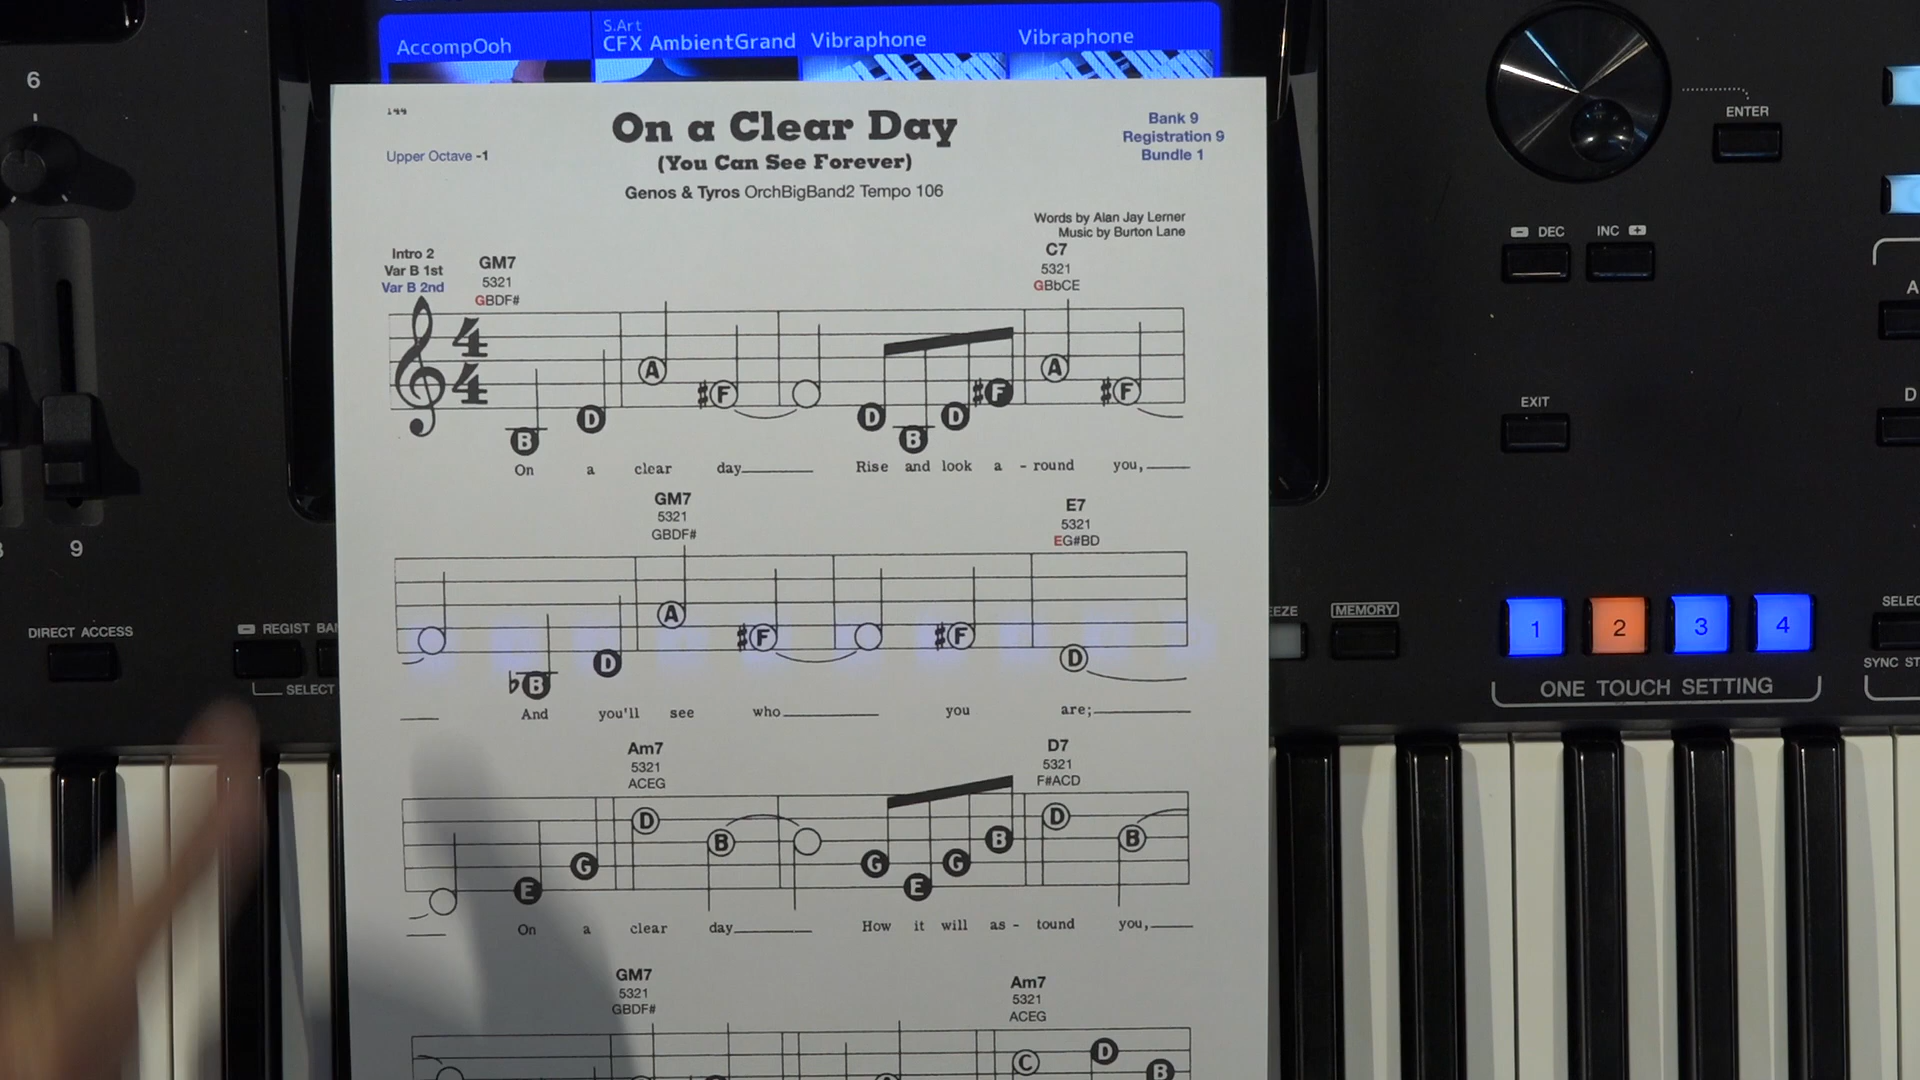 AccompOoh
S.Art
CFX AmbientGrand
Vibraphone
Vibraphone
6
9
DIRECT ACCESS
REGIST BA
SELECT
144
On a Clear Day
(You Can See Forever)
Genos & Tyros OrchBigBand2 Tempo 106
Upper Octave -1
Bank 9
Registration 9
Bundle 1
Words by Alan Jay Lerner
Music by Burton Lane
Intro 2
Var B 1st
Var B 2nd
GM7
5321
GBDF#
C7
5321
GBbCE
4
4
B D A #F D B D #F A #F
On a clear day Rise and look a - round you,
GM7
5321
GBDF#
E7
5321
EG#BD
♭B D A #F #F D
And you'll see who you are;
Am7
5321
ACEG
D7
5321
F#ACD
E G D B G E G B D B
On a clear day How it will as - tound you,
GM7
5321
GBDF#
Am7
5321
ACEG
C D B
ENTER
DEC
INC
EXIT
A
D
EZE
MEMORY
1
2
3
4
ONE TOUCH SETTING
SELEC
SYNC ST